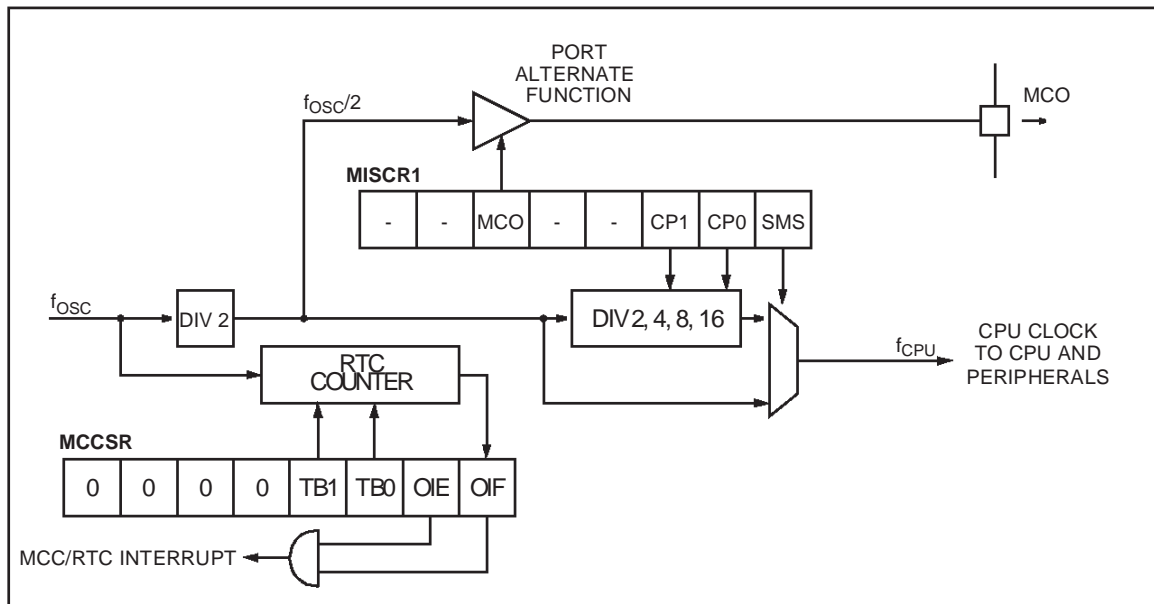 PORT
ALTERNATE
FUNCTION
fOSC/2
MCO
MISCR1
- - MCO - - CP1 CP0 SMS
fOSC
DIV 2
DIV 2, 4, 8, 16
fCPU
CPU CLOCK
TO CPU AND
PERIPHERALS
RTC
COUNTER
MCCSR
0 0 0 0 TB1 TB0 OIE OIF
MCC/RTC INTERRUPT